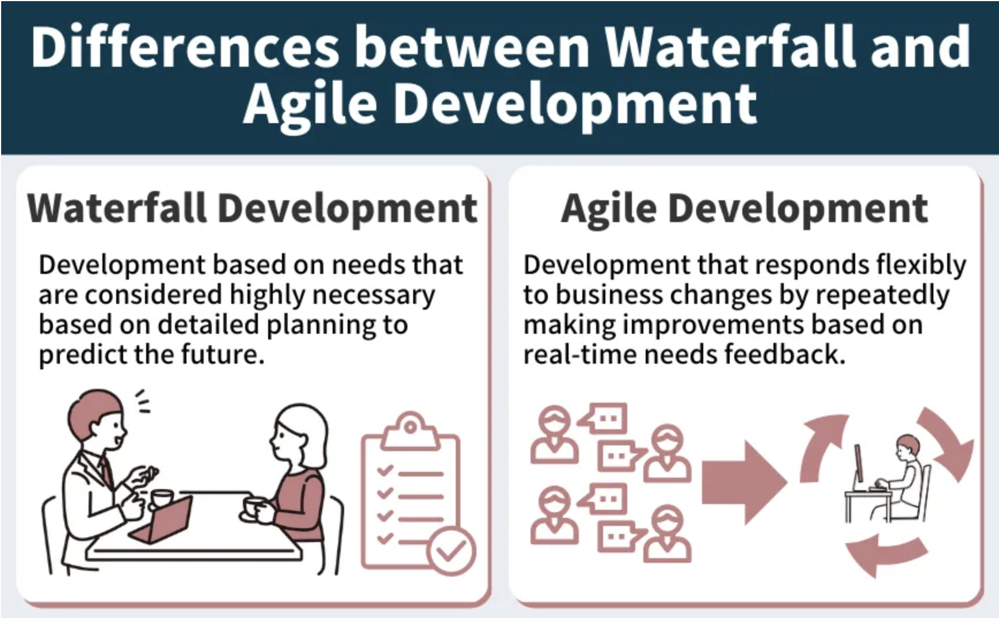 Differences between Waterfall and
Agile Development
Waterfall Development
Development based on needs that
are considered highly necessary
based on detailed planning to
predict the future.
Agile Development
Development that responds flexibly
to business changes by repeatedly
making improvements based on
real-time needs feedback.